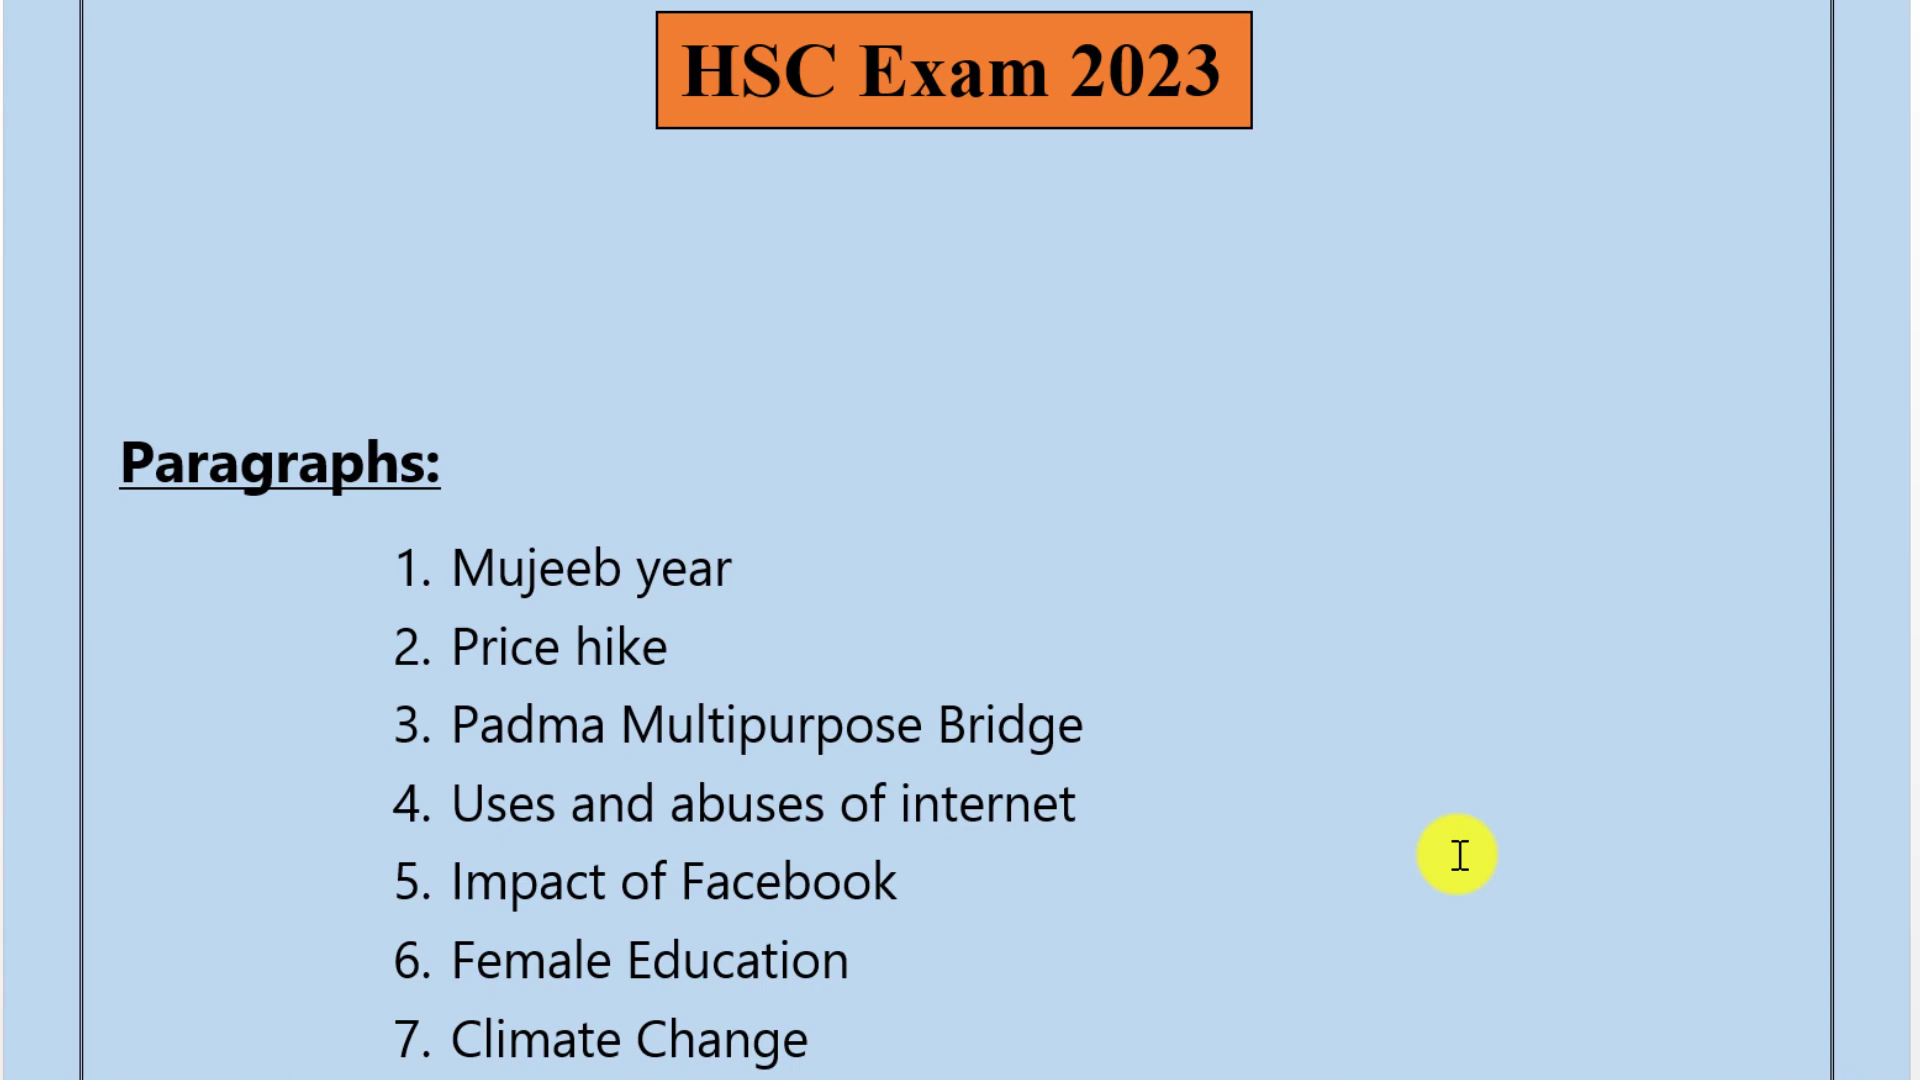 HSC Exam 2023
Paragraphs:
1. Mujeeb year
2. Price hike
3. Padma Multipurpose Bridge
4. Uses and abuses of internet
5. Impact of Facebook
6. Female Education
7. Climate Change